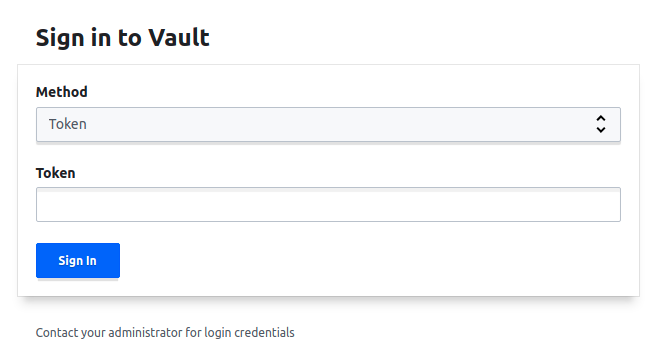 Sign in to Vault
Method
Token
Token
Sign In
Contact your administrator for login credentials